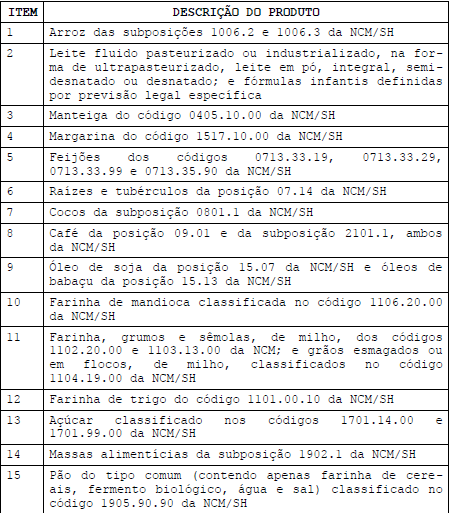 ITEM DESCRIÇÃO DO PRODUTO
1 Arroz das subposições 1006.2 e 1006.3 da NCM/SH
2 Leite fluido pasteurizado ou industrializado, na for-
ma de ultrapasteurizado, leite em pó, integral, semi-
desnatado ou desnatado; e fórmulas infantis definidas
por previsão legal específica
3 Manteiga do código 0405.10.00 da NCM/SH
4 Margarina do código 1517.10.00 da NCM/SH
5 Feijões dos códigos 0713.33.19, 0713.33.29,
0713.33.99 e 0713.35.90 da NCM/SH
6 Raízes e tubérculos da posição 07.14 da NCM/SH
7 Cocos da subposição 0801.1 da NCM/SH
8 Café da posição 09.01 e da subposição 2101.1, ambos
da NCM/SH
9 Óleo de soja da posição 15.07 da NCM/SH e óleos de
babaçu da posição 15.13 da NCM/SH
10 Farinha de mandioca classificada no código 1106.20.00
da NCM/SH
11 Farinha, grumos e sêmolas, de milho, dos códigos
1102.20.00 e 1103.13.00 da NCM; e grãos esmagados ou
em flocos, de milho, classificados no código
1104.19.00 da NCM/SH
12 Farinha de trigo do código 1101.00.10 da NCM/SH
13 Açúcar classificado nos códigos 1701.14.00 e
1701.99.00 da NCM/SH
14 Massas alimentícias da subposição 1902.1 da NCM/SH
15 Pão do tipo comum (contendo apenas farinha de cere-
ais, fermento biológico, água e sal) classificado no
código 1905.90.90 da NCM/SH